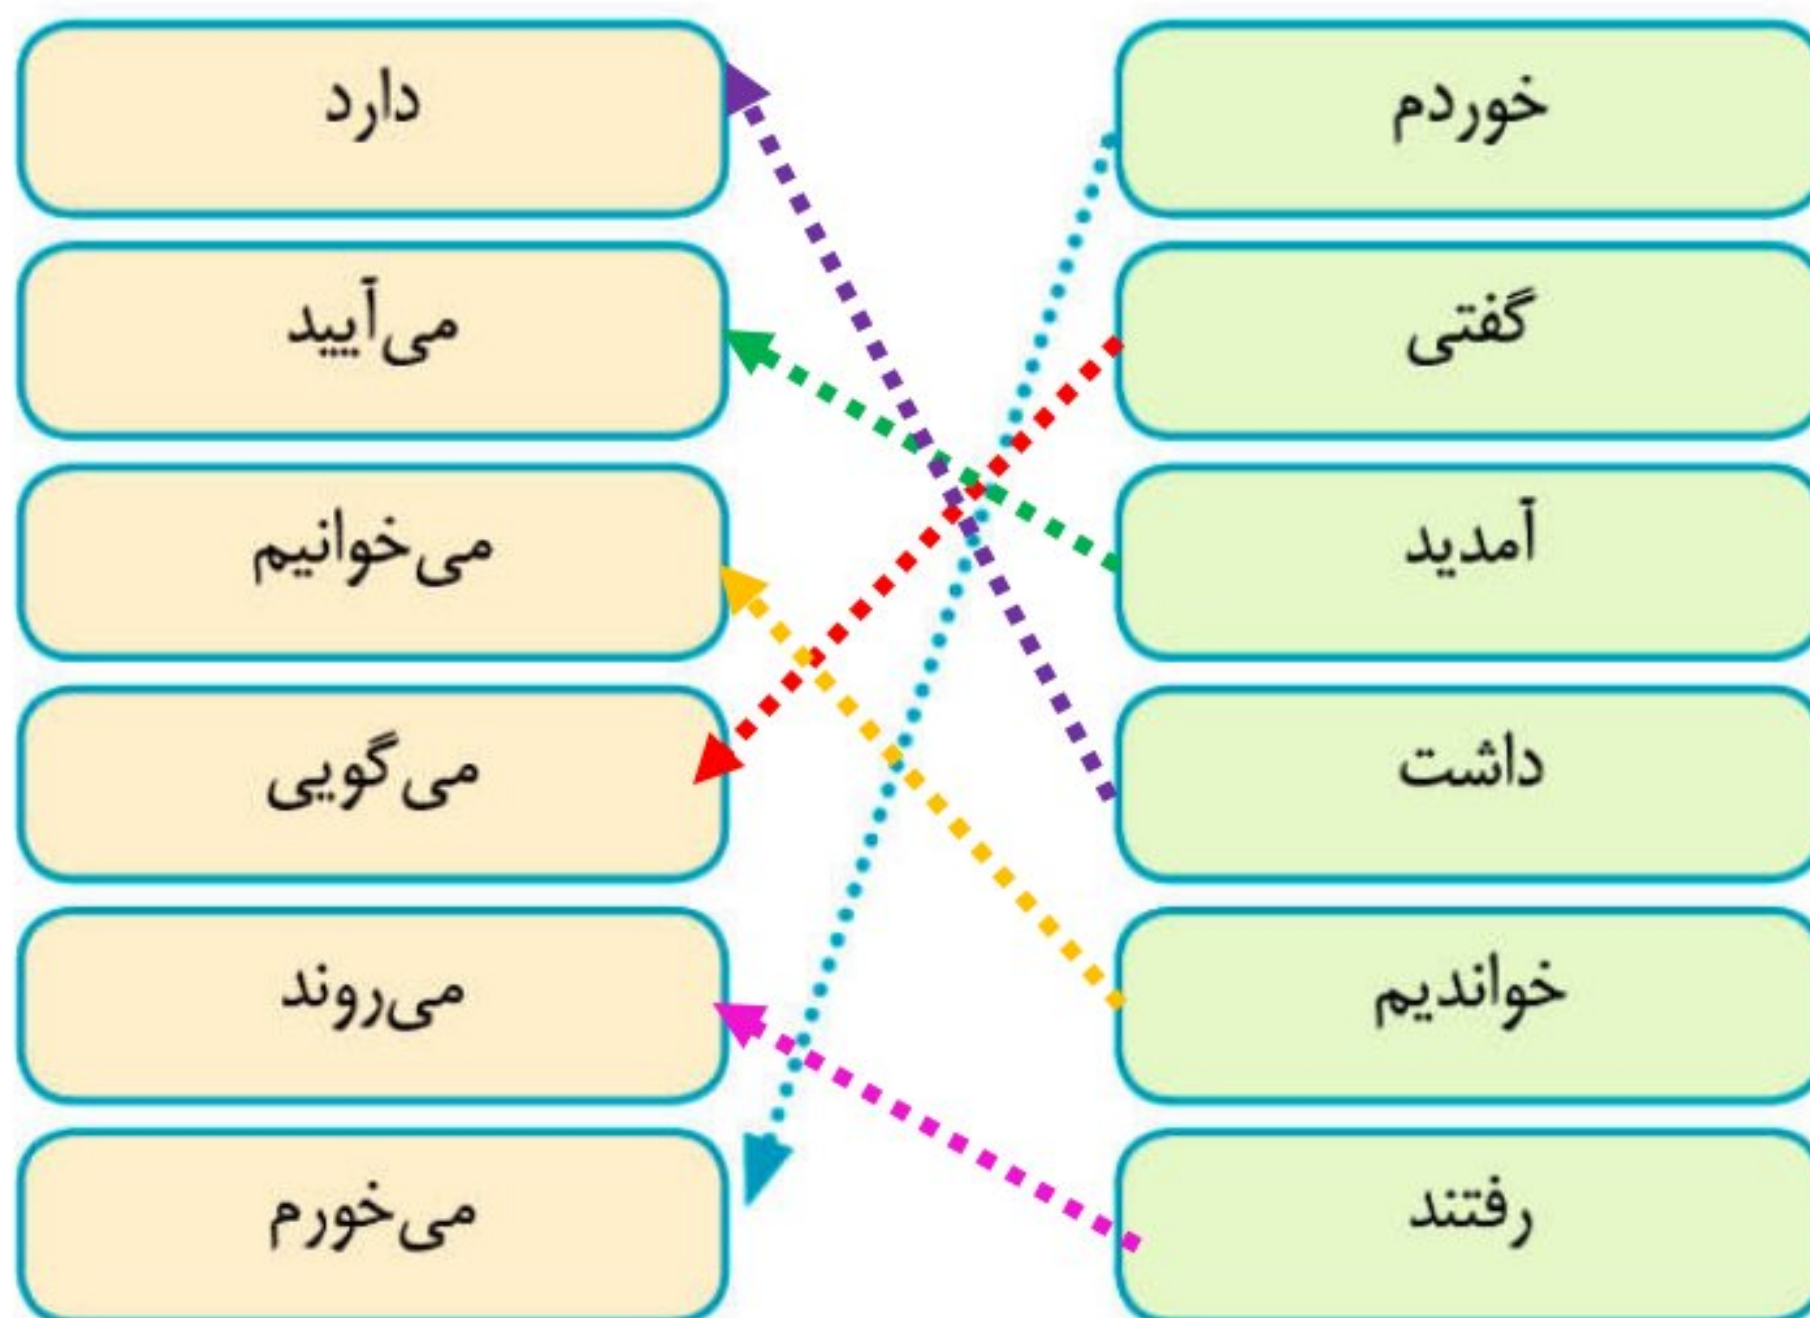 خوردم
دارد
گفتی
می‌آیید
آمدید
می‌خوانیم
داشت
می‌گویی
خواندیم
می‌روند
رفتند
می‌خورم